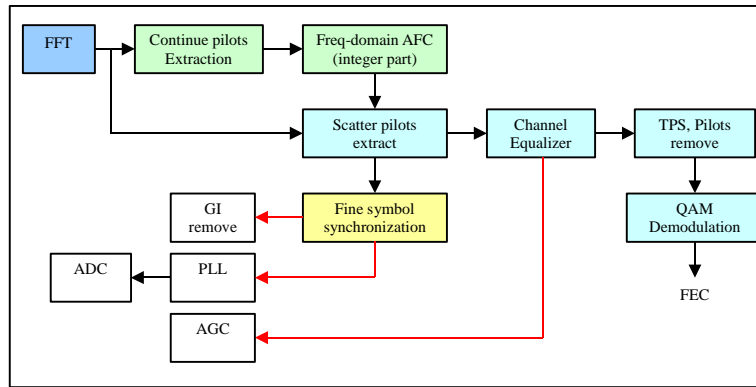 FFT
Continue pilots
Extraction
Freq-domain AFC
(integer part)
Scatter pilots
extract
Channel
Equalizer
TPS, Pilots
remove
GI
remove
Fine symbol
synchronization
QAM
Demodulation
ADC
PLL
FEC
AGC